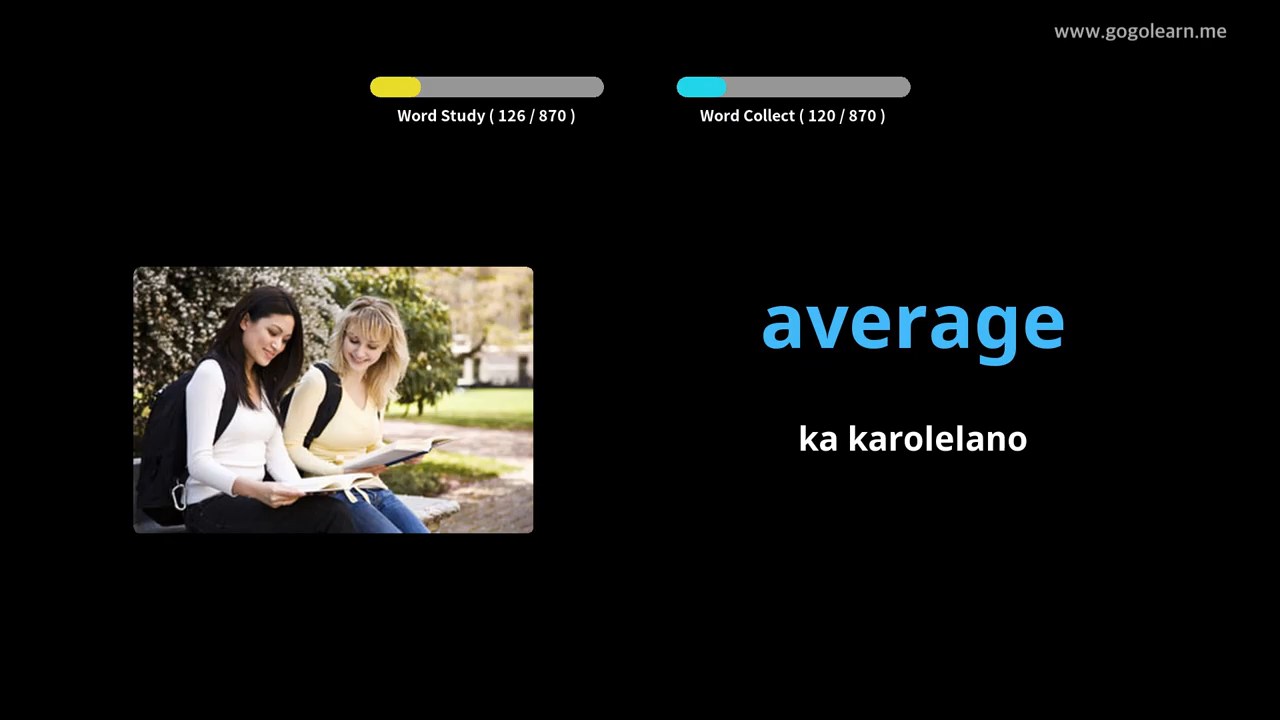 www.gogolearn.me
Word Study ( 126 / 870 )
Word Collect ( 120 / 870 )
average
ka karolelano